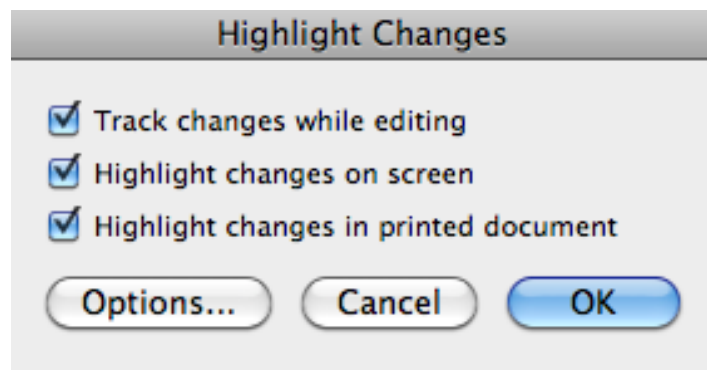 Highlight Changes
Track changes while editing
Highlight changes on screen
Highlight changes in printed document
Options... Cancel OK